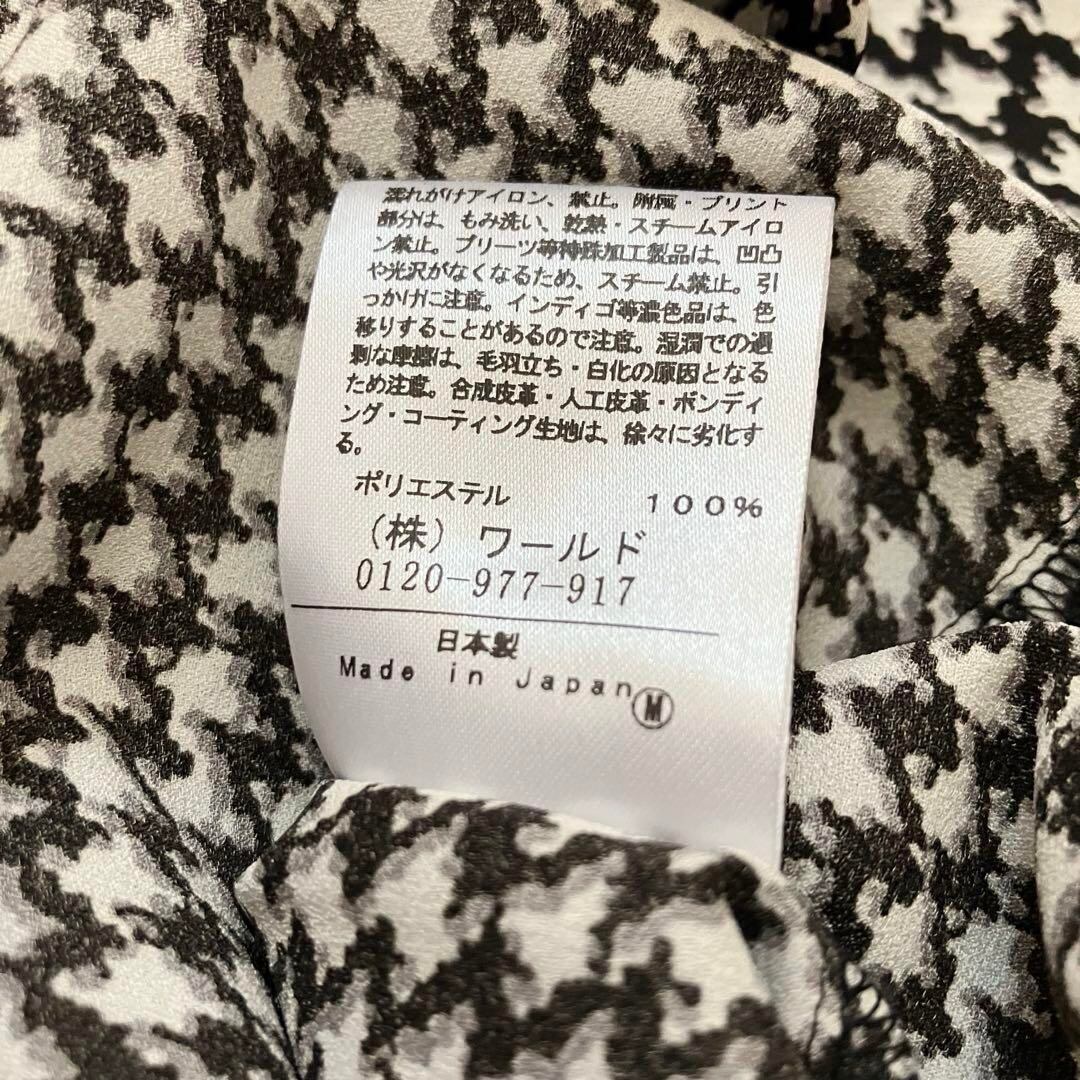 濡れがけアイロン、禁止。附属・プリント
部分は、もみ洗い、乾熱・スチームアイロ
ン禁止。プリーツ等特殊加工製品は、凹凸
や光沢がなくなるため、スチーム禁止。引
っかけに注意。インディゴ等濃色品は、色
移りすることがあるので注意。湿潤での過
剰な摩擦は、毛羽立ち・白化の原因となる
ため注意。合成皮革・人工皮革・ボンディ
ング・コーティング生地は、徐々に劣化す
る。
ポリエステル 100%
(株) ワールド
0120-977-917
日本製
Made in Japan Ⓜ